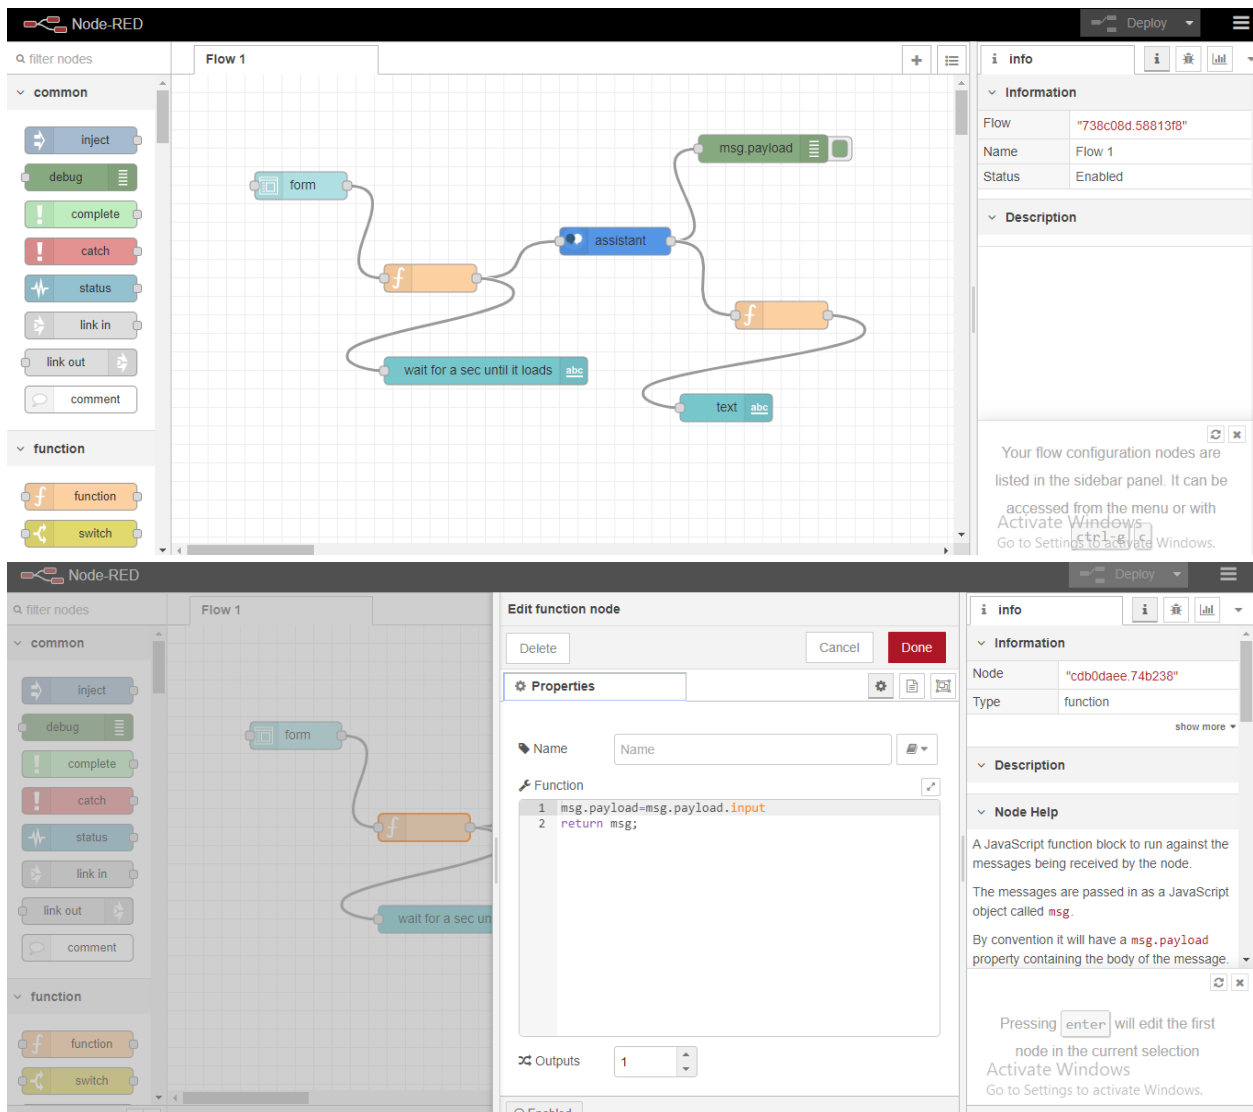 Node-RED
Deploy
filter nodes
Flow 1
info
common
inject
debug
complete
catch
status
link in
link out
comment
function
function
switch
form
assistant
msg.payload
wait for a sec until it loads
abc
text
abc
Information
Flow "738c08d.58813f8"
Name Flow 1
Status Enabled
Description
Your flow configuration nodes are
listed in the sidebar panel. It can be
accessed from the menu or with
ctrl-g c
Activate Windows
Go to Settings to activate Windows.
Node-RED
Deploy
filter nodes
Flow 1
common
inject
debug
complete
catch
status
link in
link out
comment
function
function
switch
form
wait for a sec un
Edit function node
Delete
Cancel
Done
Properties
Name
Name
Function
1 msg.payload=msg.payload.input
2 return msg;
Outputs
1
Enabled
info
Information
Node "cdb0daee.74b238"
Type function
show more
Description
Node Help
A JavaScript function block to run against the
messages being received by the node.
The messages are passed in as a JavaScript
object called msg.
By convention it will have a msg.payload
property containing the body of the message.
Pressing enter will edit the first
node in the current selection
Activate Windows
Go to Settings to activate Windows.